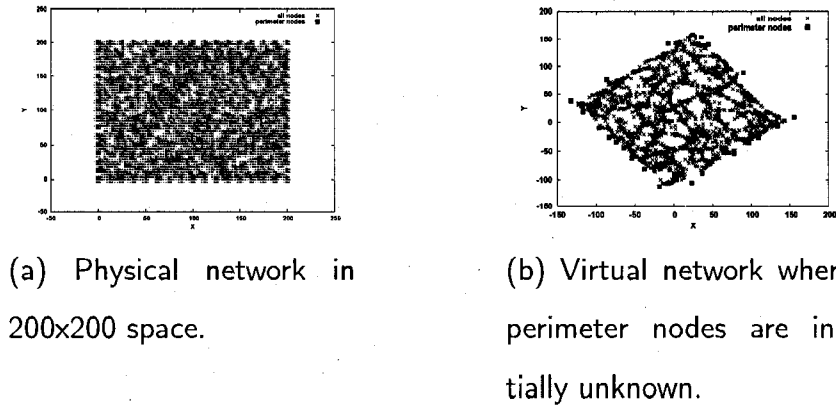 all nodes
perimeter nodes
200
150
100
50
0
-50
-50 0 50 100 150 200 250
X
Y
(a) Physical network in
200x200 space.
200
all nodes
perimeter nodes
150
100
50
0
-50
-100
-150
-150 -100 -50 0 50 100 150 200
X
Y
(b) Virtual network wher
perimeter nodes are in
tially unknown.